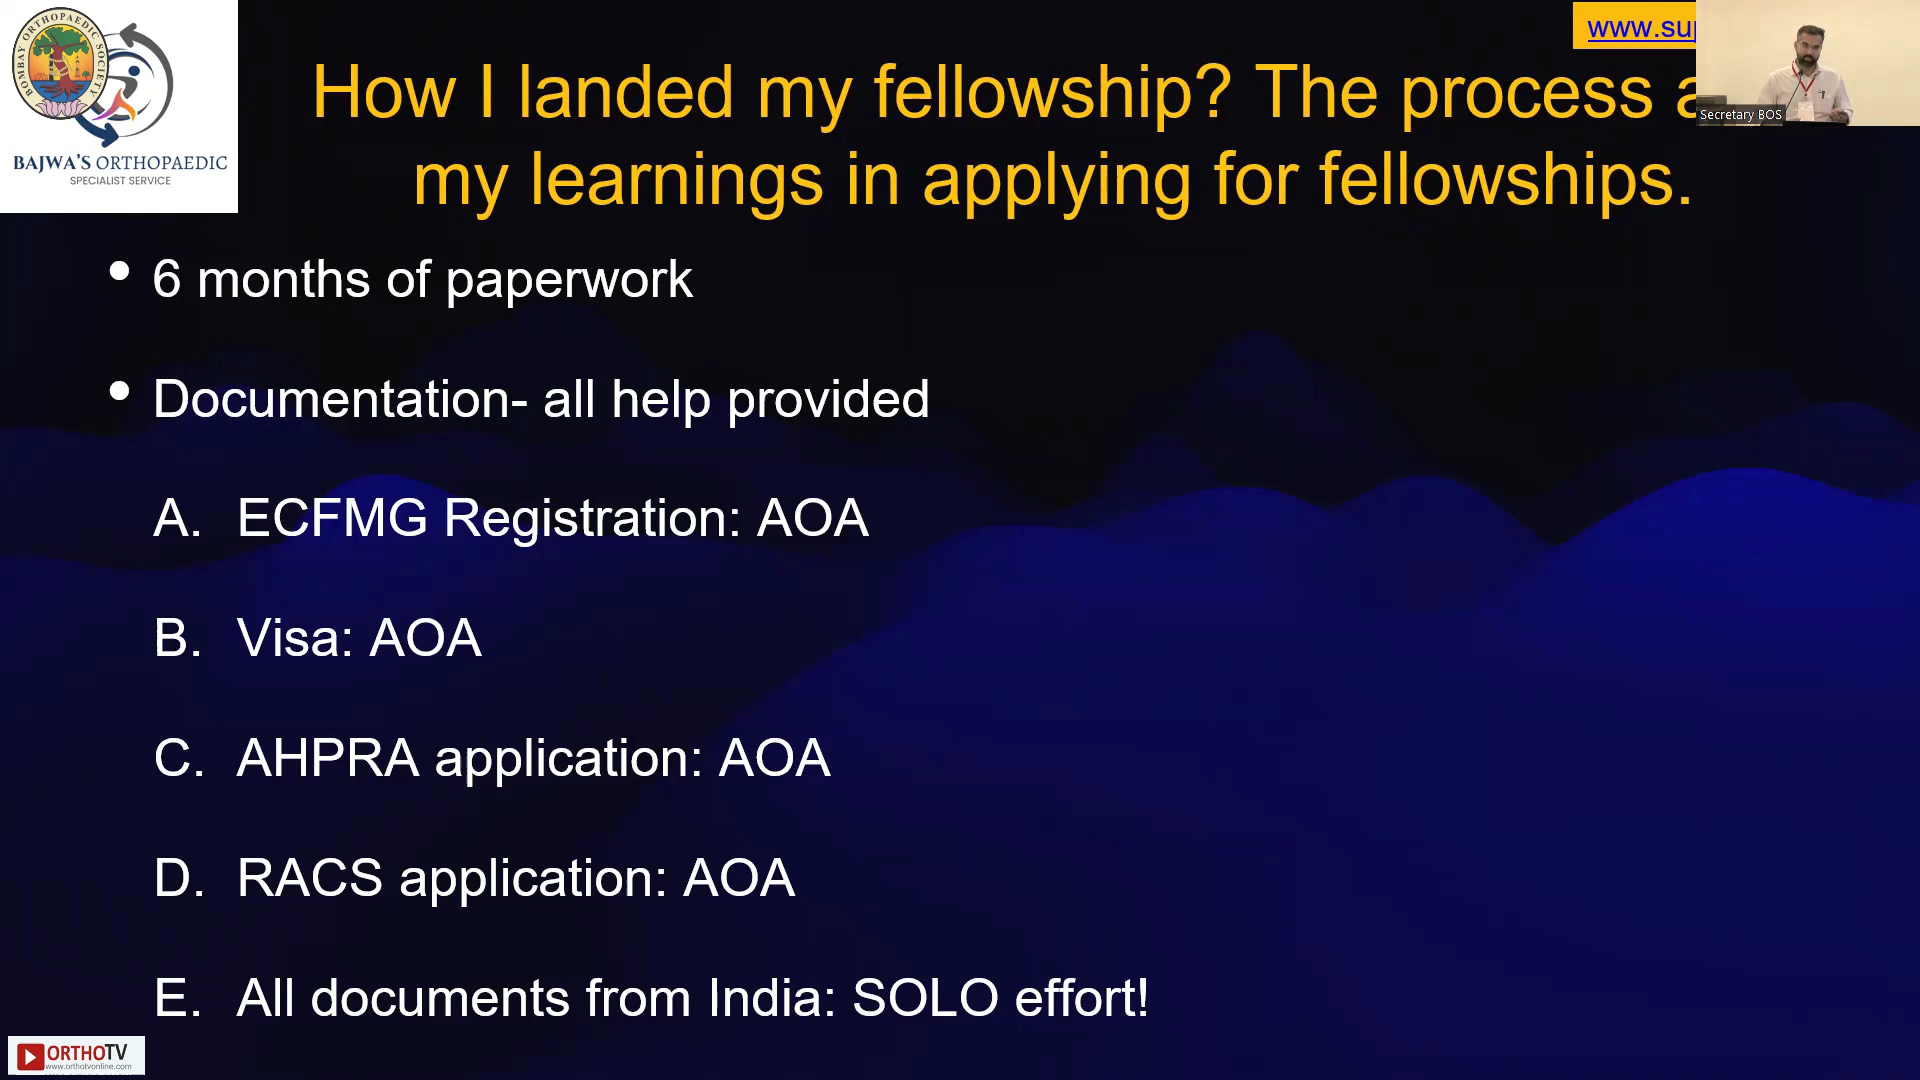 BOMBAY ORTHOPAEDIC SOCIETY
BAJWA'S ORTHOPAEDIC
SPECIALIST SERVICE
www.su
Secretary BOS
How I landed my fellowship? The process
my learnings in applying for fellowships.
• 6 months of paperwork
• Documentation- all help provided
A. ECFMG Registration: AOA
B. Visa: AOA
C. AHPRA application: AOA
D. RACS application: AOA
E. All documents from India: SOLO effort!
ORTHOTV
www.orthotvonline.com